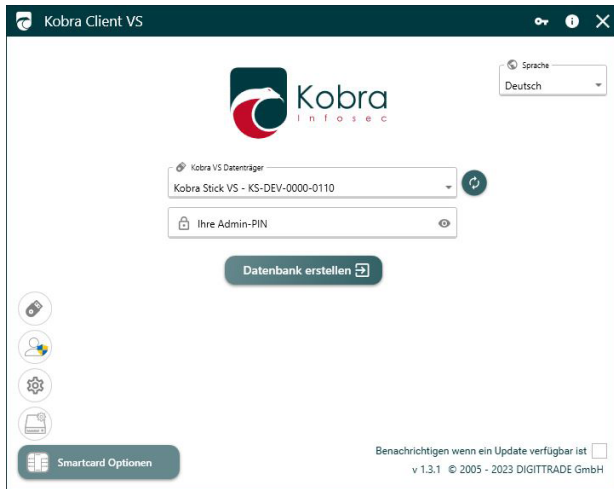 Kobra Client VS
Sprache
Deutsch
Kobra
Infosec
Kobra VS Datenträger
Kobra Stick VS - KS-DEV-0000-0110
Ihre Admin-PIN
Datenbank erstellen
Smartcard Optionen
Benachrichtigen wenn ein Update verfügbar ist
v 1.3.1 © 2005 - 2023 DIGITTRADE GmbH